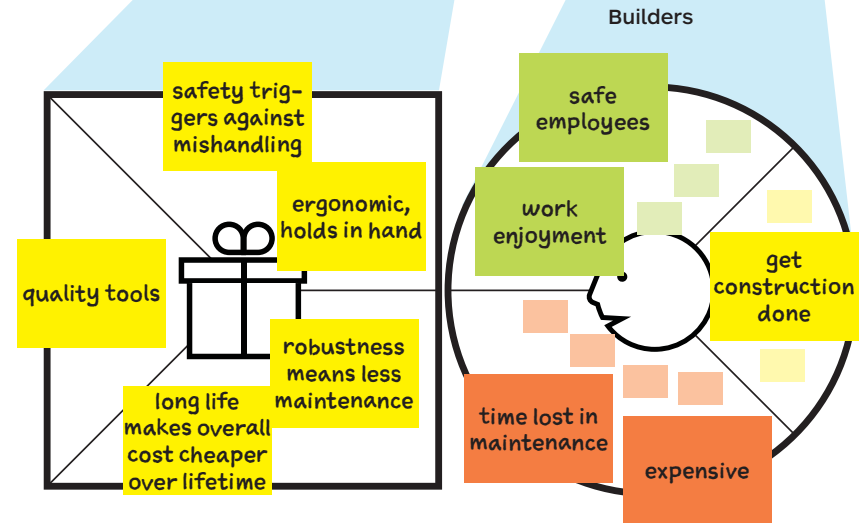 Builders
safety trig-
gers against
mishandling
ergonomic,
holds in hand
quality tools
robustness
means less
maintenance
long life
makes overall
cost cheaper
over lifetime
safe
employees
work
enjoyment
get
construction
done
time lost in
maintenance
expensive